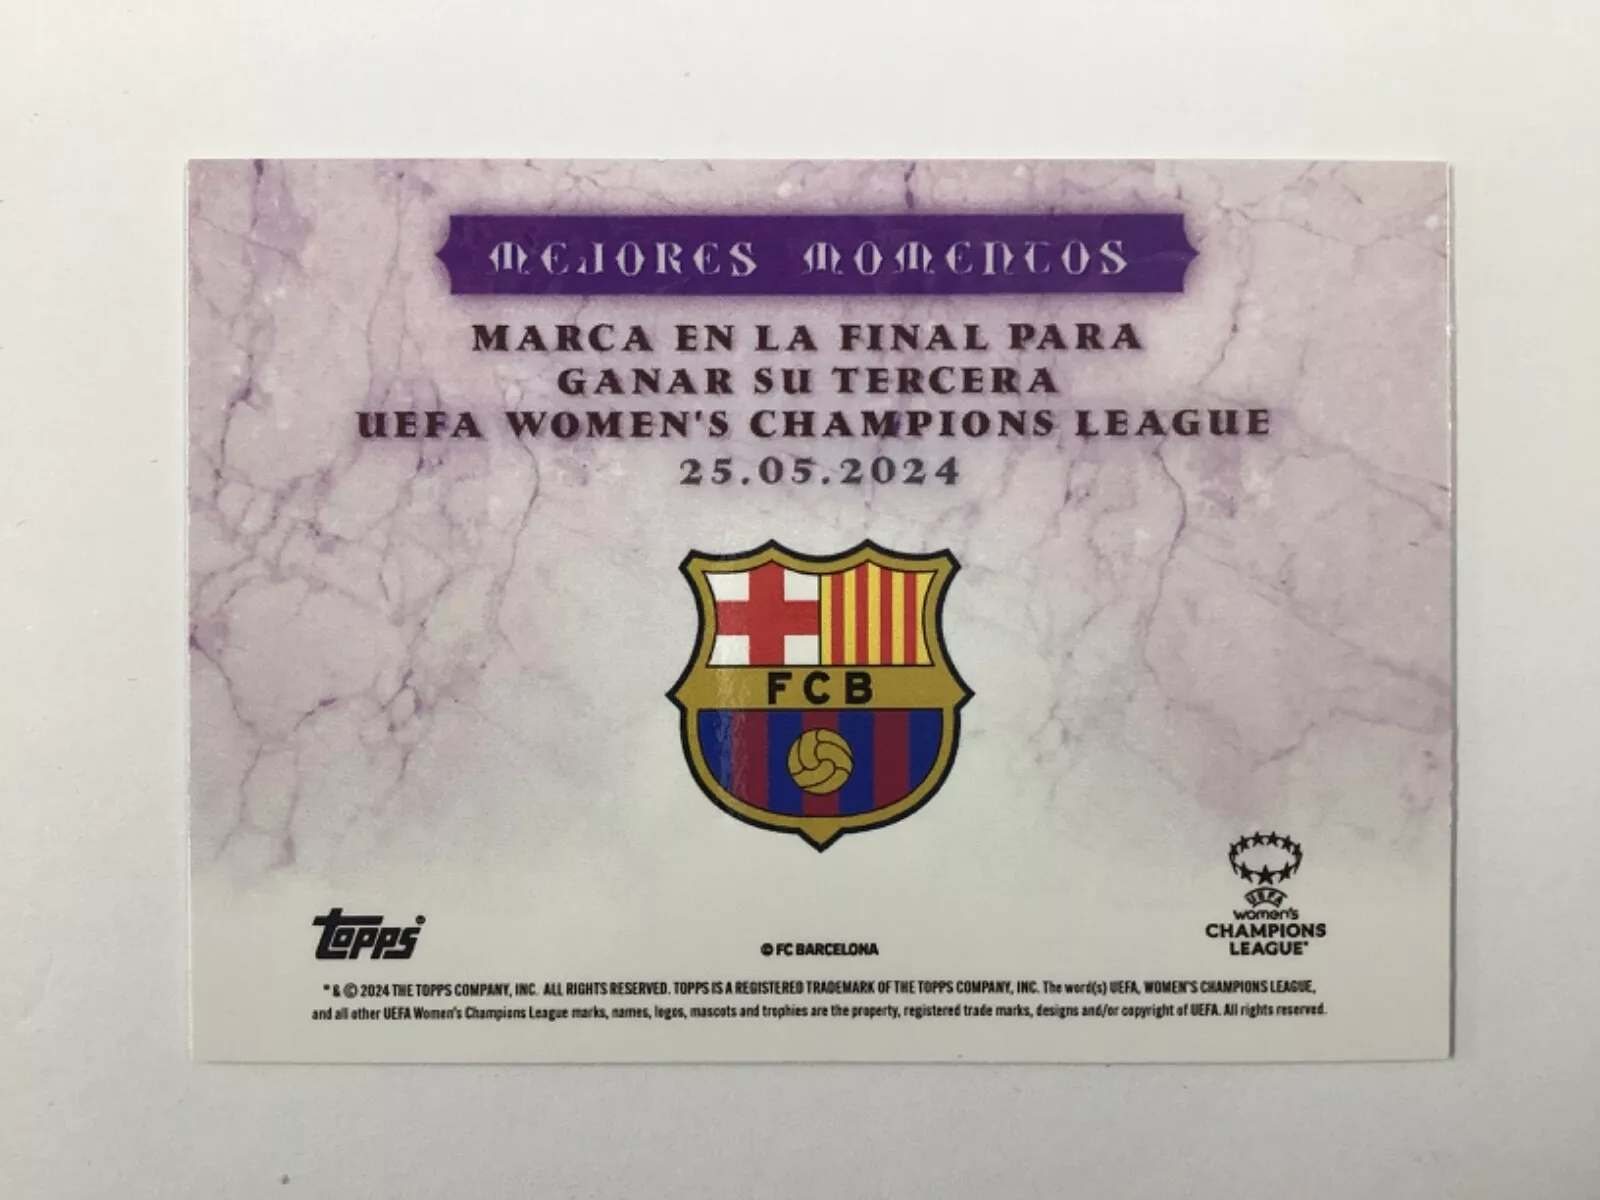 MEJORES MOMENTOS
MARCA EN LA FINAL PARA
GANAR SU TERCERA
UEFA WOMEN'S CHAMPIONS LEAGUE
25.05.2024
FCB
UEFA
women's
CHAMPIONS
LEAGUE
topps
© FC BARCELONA
® & © 2024 THE TOPPS COMPANY, INC. ALL RIGHTS RESERVED. TOPPS IS A REGISTERED TRADEMARK OF THE TOPPS COMPANY, INC. The word(s) UEFA, WOMEN'S CHAMPIONS LEAGUE,
and all other UEFA Women's Champions League marks, names, logos, mascots and trophies are the property, registered trade marks, designs and/or copyright of UEFA. All rights reserved.